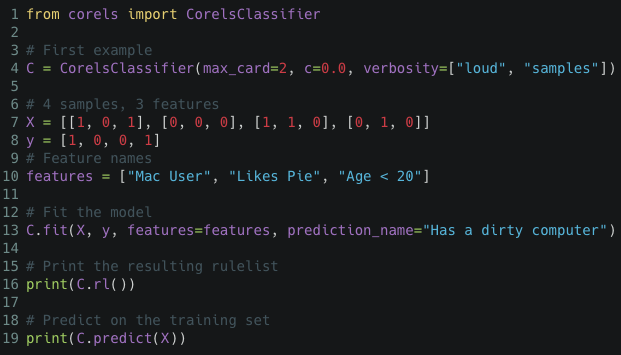 1 from corels import CorelsClassifier
2
3 # First example
4 C = CorelsClassifier(max_card=2, c=0.0, verbosity=["loud", "samples"])
5
6 # 4 samples, 3 features
7 X = [[1, 0, 1], [0, 0, 0], [1, 1, 0], [0, 1, 0]]
8 y = [1, 0, 0, 1]
9 # Feature names
10 features = ["Mac User", "Likes Pie", "Age < 20"]
11
12 # Fit the model
13 C.fit(X, y, features=features, prediction_name="Has a dirty computer")
14
15 # Print the resulting rulelist
16 print(C.rl())
17
18 # Predict on the training set
19 print(C.predict(X))